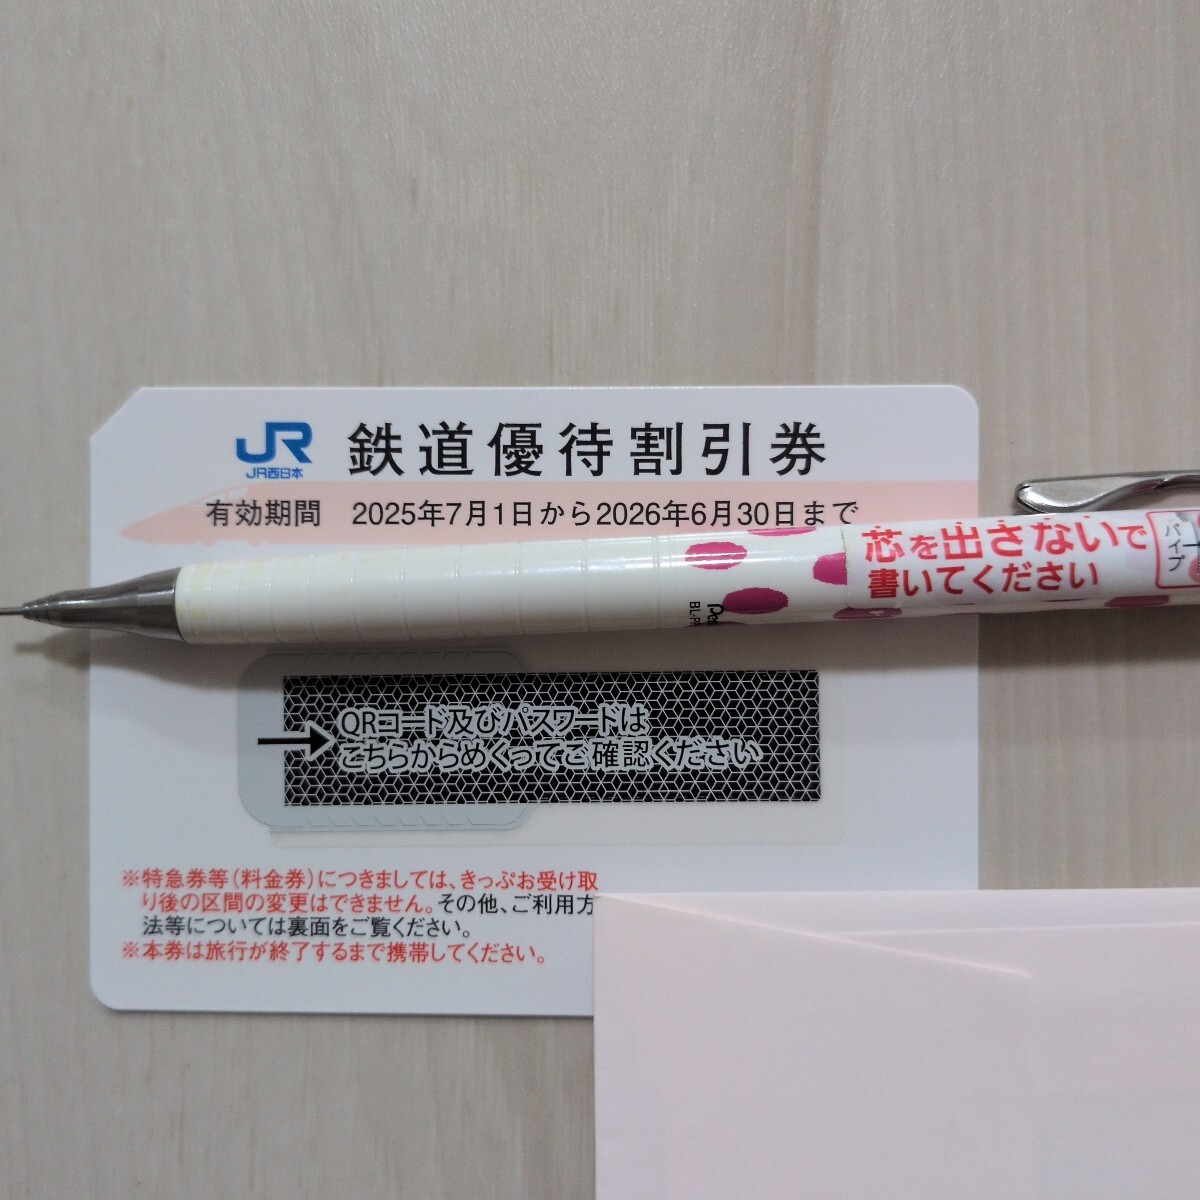 JR 鉄道優待割引券
JR西日本
有効期間 2025年7月1日から2026年6月30日まで
芯を出さないで
書いてください
パイプ
QRコード及びパスワードは
こちらからめくってご確認ください
※特急券等(料金券)につきましては、きっぷお受け取
り後の区間の変更はできません。その他、ご利用方
法等については裏面をご覧ください。
※本券は旅行が終了するまで携帯してください。